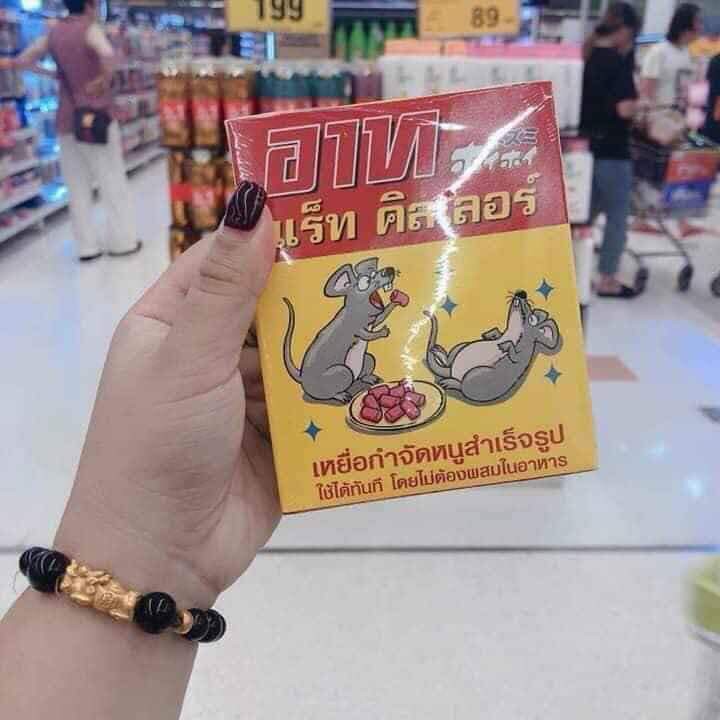 199
89
อาท
แร็ท คิลเลอร์
เหยื่อกำจัดหนูสำเร็จรูป
ใช้ได้ทันที โดยไม่ต้องผสมในอาหาร